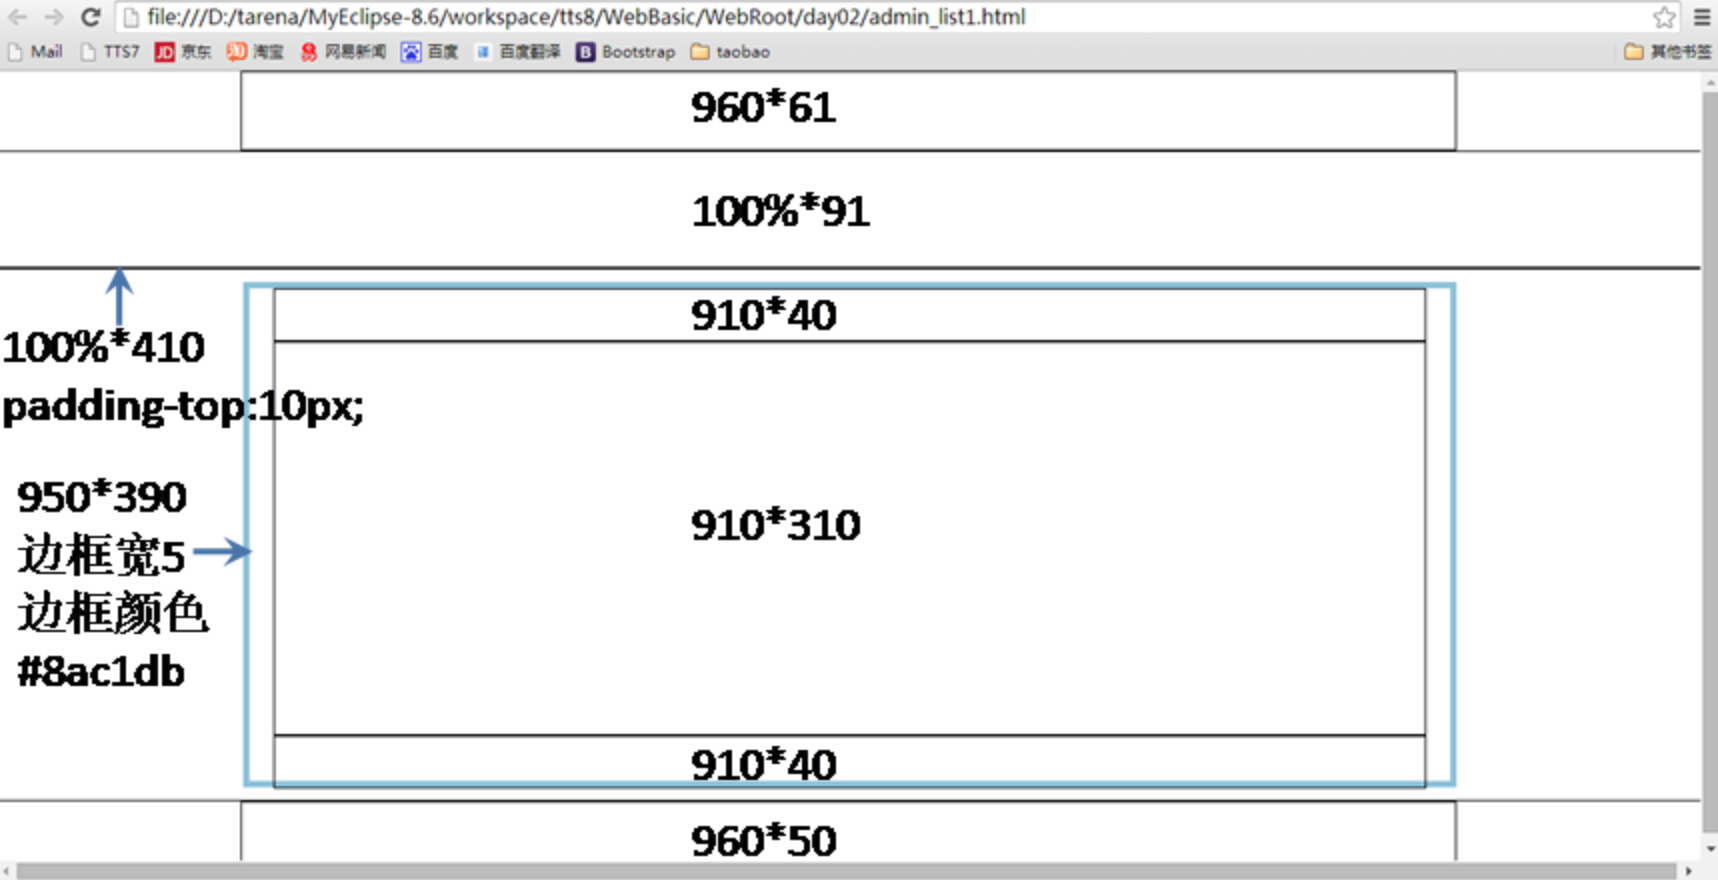 file:///D:/tarena/MyEclipse-8.6/workspace/tts8/WebBasic/WebRoot/day02/admin_list1.html
Mail TTS7 京东 淘宝 网易新闻 百度 百度翻译 Bootstrap taobao 其他书签
960*61
100%*91
910*40
100%*410
padding-top:10px;
950*390
边框宽5
边框颜色
#8ac1db
910*310
910*40
960*50